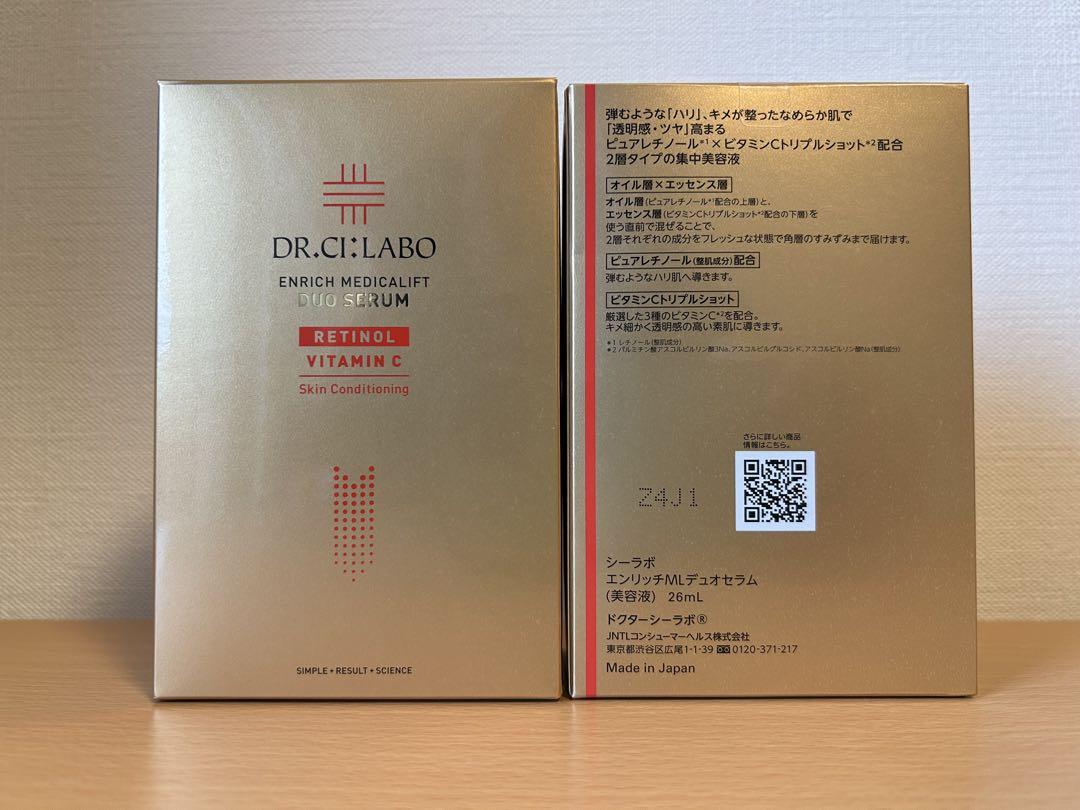 DR.CI:LABO
ENRICH MEDICALIFT
DUO SERUM
RETINOL
VITAMIN C
Skin Conditioning
SIMPLE+RESULT+SCIENCE
弾むような「ハリ」、キメが整ったなめらか肌で
「透明感・ツヤ」高まる
ピュアレチノール*1×ビタミンCトリプルショット*2配合
2層タイプの集中美容液
オイル層×エッセンス層
オイル層(ピュアレチノール*1配合の上層)と、
エッセンス層(ビタミンCトリプルショット*2配合の下層)を
使う直前で混ぜることで、
2層それぞれの成分をフレッシュな状態で角層のすみずみまで届けます。
ピュアレチノール(整肌成分)配合
弾むようなハリ肌へ導きます。
ビタミンCトリプルショット
厳選した3種のビタミンC*2を配合。
キメ細かく透明感の高い素肌に導きます。
*1 レチノール(整肌成分)
*2 パルミチン酸アスコルビルリン酸3Na、アスコルビルグルコシド、アスコルビルリン酸Na(整肌成分)
さらに詳しい商品
情報はこちら。
Z4J1
シーラボ
エンリッチMLデュオセラム
(美容液) 26mL
ドクターシーラボ®
JNTLコンシューマーヘルス株式会社
東京都渋谷区広尾1-1-39 0120-371-217
Made in Japan